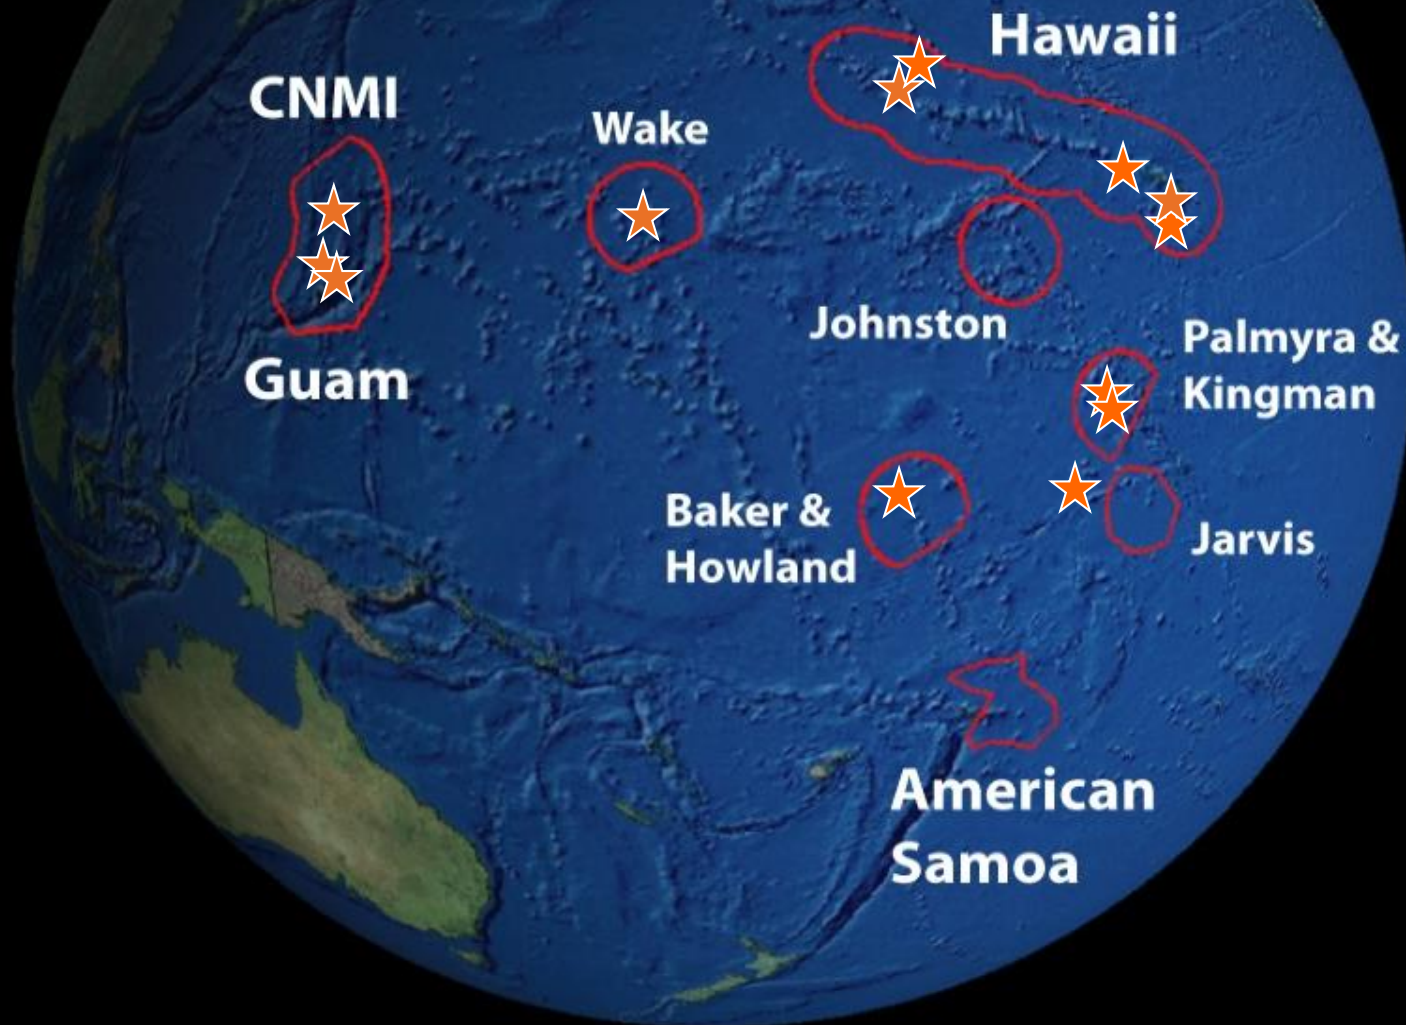 Hawaii
CNMI
Wake
Johnston
Palmyra &
Kingman
Guam
Baker &
Howland
Jarvis
American
Samoa